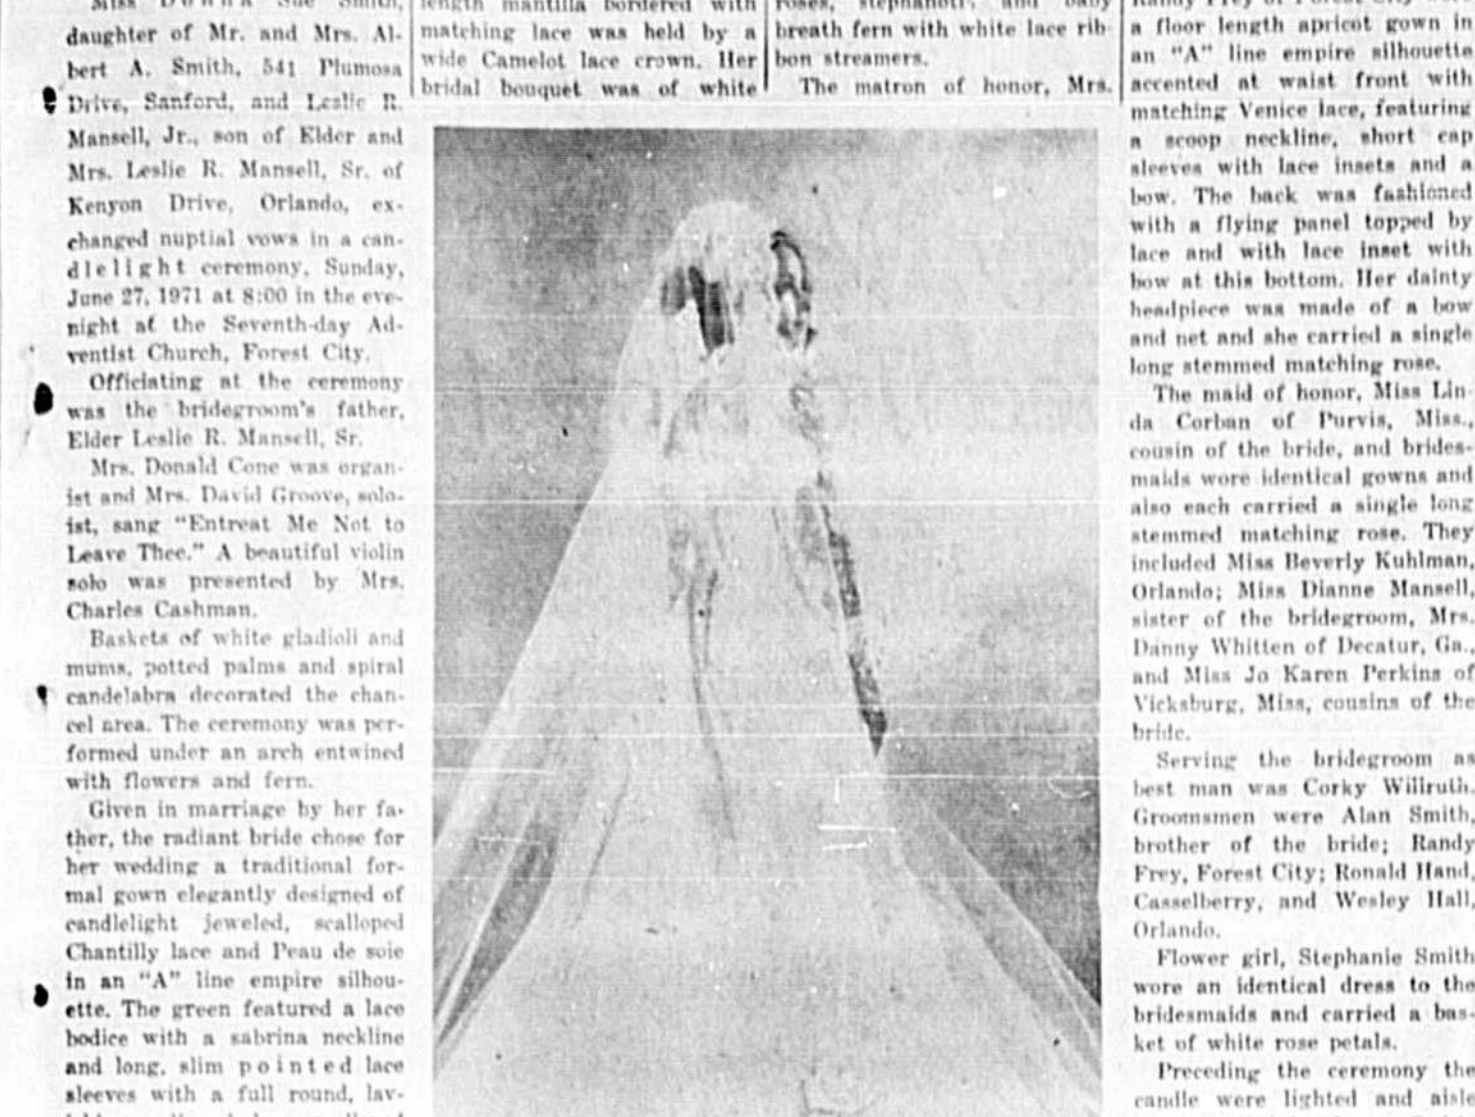 Miss Donna Sue Smith,
daughter of Mr. and Mrs. Al-
bert A. Smith, 541 Plumosa
Drive, Sanford, and Leslie R.
Mansell, Jr., son of Elder and
Mrs. Leslie R. Mansell, Sr. of
Kenyon Drive, Orlando, ex-
changed nuptial vows in a can-
dlelight ceremony, Sunday,
June 27, 1971 at 8:00 in the eve-
night at the Seventh-day Ad-
ventist Church, Forest City.
Officiating at the ceremony
was the bridegroom's father,
Elder Leslie R. Mansell, Sr.
Mrs. Donald Cone was organ-
ist and Mrs. David Groove, solo-
ist, sang "Entreat Me Not to
Leave Thee." A beautiful violin
solo was presented by Mrs.
Charles Cashman.
Baskets of white gladioli and
mums, potted palms and spiral
candelabra decorated the chan-
cel area. The ceremony was per-
formed under an arch entwined
with flowers and fern.
Given in marriage by her fa-
ther, the radiant bride chose for
her wedding a traditional for-
mal gown elegantly designed of
candlelight jeweled, scalloped
Chantilly lace and Peau de soie
in an "A" line empire silhou-
ette. The green featured a lace
bodice with a sabrina neckline
and long, slim pointed lace
sleeves with a full round, lav-
length mantilla bordered with
matching lace was held by a
wide Camelot lace crown. Her
bridal bouquet was of white
roses, stephanoti, and baby
breath fern with white lace rib-
bon streamers.
The matron of honor, Mrs.
Randy Frey of Forest City wore
a floor length apricot gown in
an "A" line empire silhouette
accented at waist front with
matching Venice lace, featuring
a scoop neckline, short cap
sleeves with lace insets and a
bow. The back was fashioned
with a flying panel topped by
lace and with lace inset with
bow at this bottom. Her dainty
headpiece was made of a bow
and net and she carried a single
long stemmed matching rose.
The maid of honor, Miss Lin-
da Corban of Purvis, Miss.,
cousin of the bride, and brides-
maids wore identical gowns and
also each carried a single long
stemmed matching rose. They
included Miss Beverly Kuhlman,
Orlando; Miss Dianne Mansell,
sister of the bridegroom, Mrs.
Danny Whitten of Decatur, Ga.,
and Miss Jo Karen Perkins of
Vicksburg, Miss, cousins of the
bride.
Serving the bridegroom as
best man was Corky Willruth.
Groomsmen were Alan Smith,
brother of the bride; Randy
Frey, Forest City; Ronald Hand,
Casselberry, and Wesley Hall,
Orlando.
Flower girl, Stephanie Smith
wore an identical dress to the
bridesmaids and carried a bas-
ket of white rose petals.
Preceding the ceremony the
candle were lighted and aisle